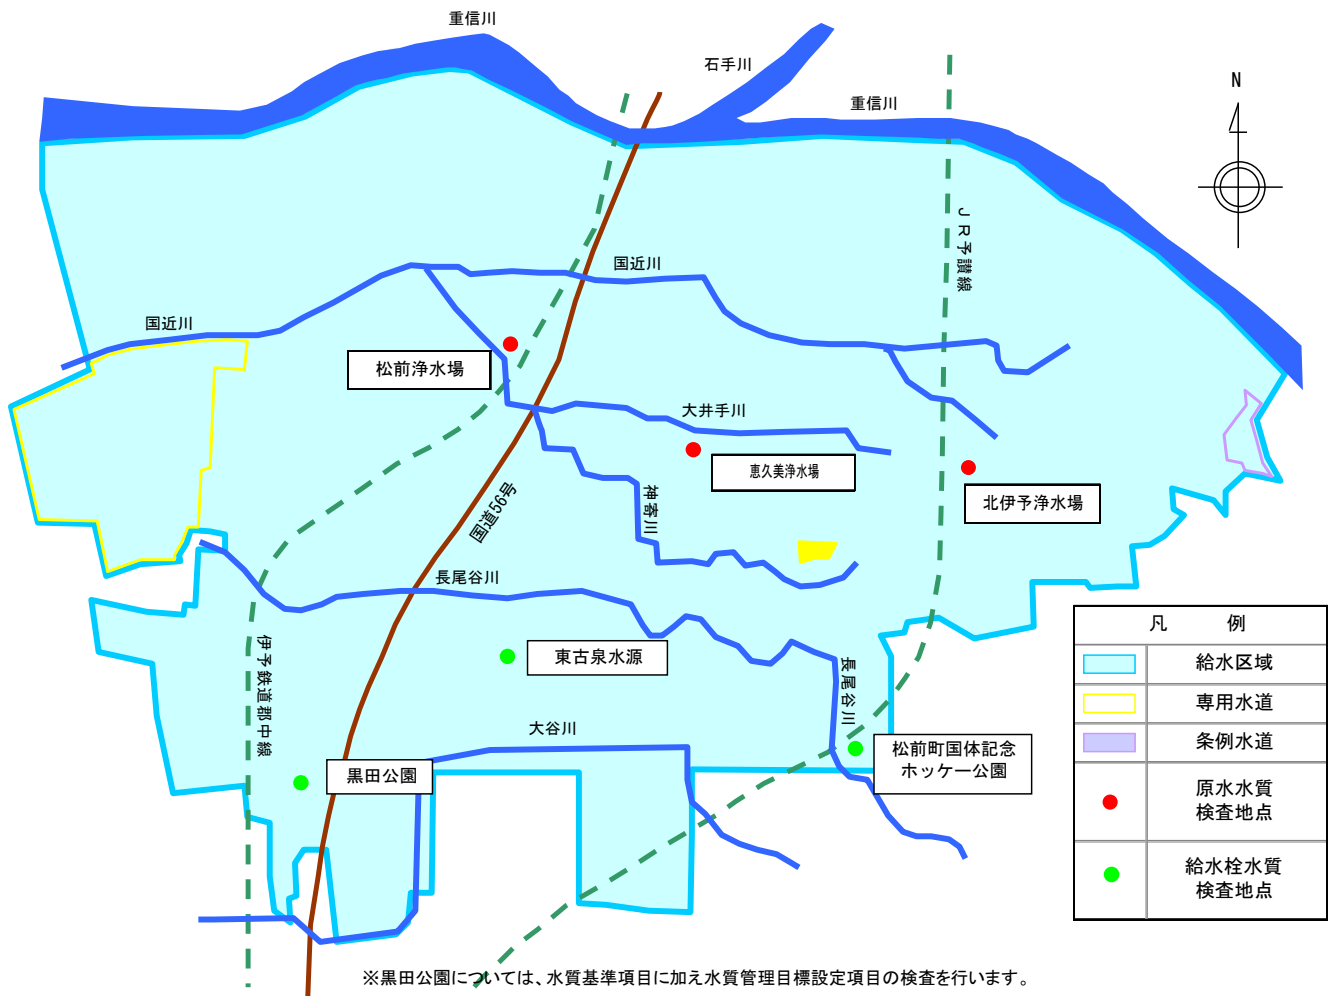 重信川
石手川
重信川
N
JR予讃線
国近川
国近川
松前浄水場
大井手川
恵久美浄水場
北伊予浄水場
国道56号
神寄川
長尾谷川
伊予鉄道郡中線
東古泉水源
長尾谷川
大谷川
松前町国体記念
ホッケー公園
黒田公園
凡 例
給水区域
専用水道
条例水道
原水水質
検査地点
給水栓水質
検査地点
※黒田公園については、水質基準項目に加え水質管理目標設定項目の検査を行います。